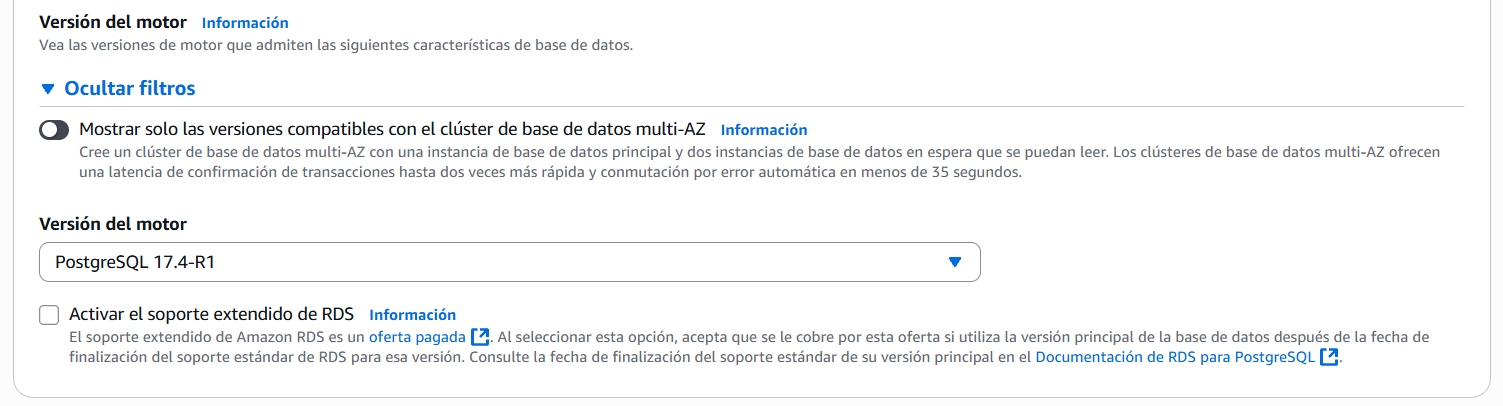 Versión del motor Información
Vea las versiones de motor que admiten las siguientes características de base de datos.
Ocultar filtros
Mostrar solo las versiones compatibles con el clúster de base de datos multi-AZ Información
Cree un clúster de base de datos multi-AZ con una instancia de base de datos principal y dos instancias de base de datos en espera que se puedan leer. Los clústeres de base de datos multi-AZ ofrecen
una latencia de confirmación de transacciones hasta dos veces más rápida y conmutación por error automática en menos de 35 segundos.
Versión del motor
PostgreSQL 17.4-R1
Activar el soporte extendido de RDS Información
El soporte extendido de Amazon RDS es un oferta pagada. Al seleccionar esta opción, acepta que se le cobre por esta oferta si utiliza la versión principal de la base de datos después de la fecha de
finalización del soporte estándar de RDS para esa versión. Consulte la fecha de finalización del soporte estándar de su versión principal en el Documentación de RDS para PostgreSQL.